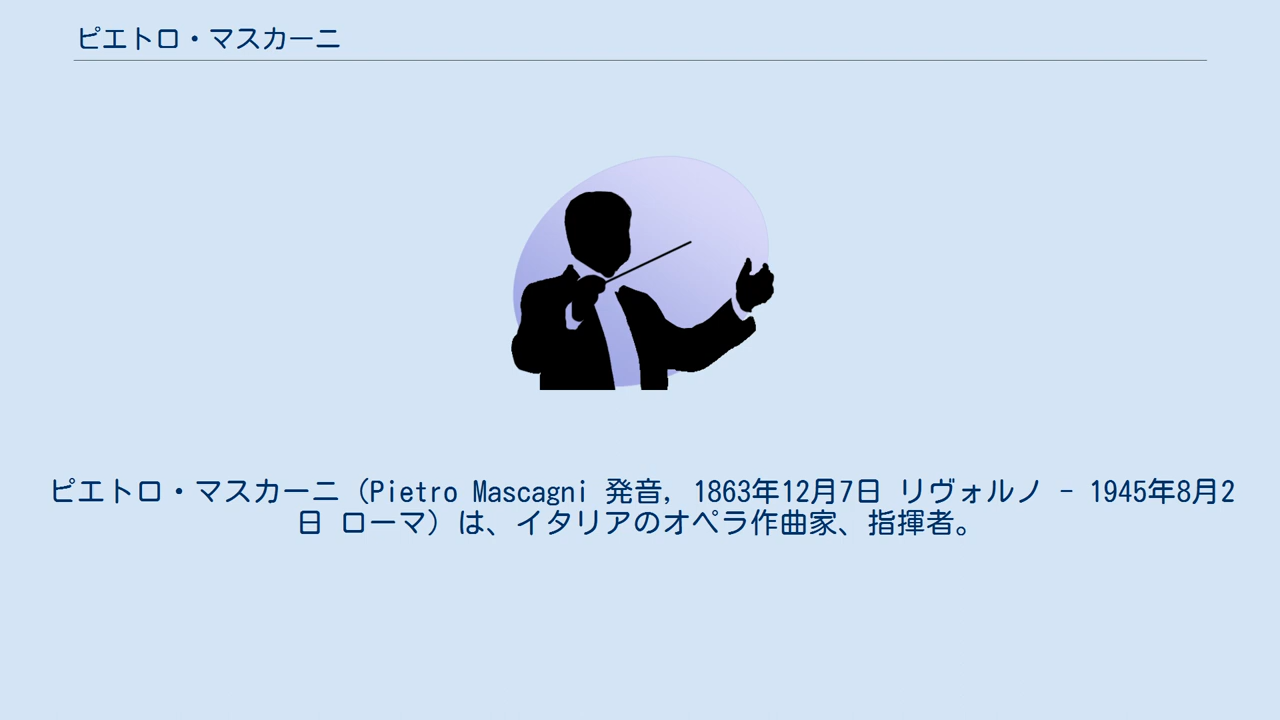 ピエトロ・マスカーニ
ピエトロ・マスカーニ（Pietro Mascagni 発音, 1863年12月7日 リヴォルノ - 1945年8月2
日 ローマ）は、イタリアのオペラ作曲家、指揮者。